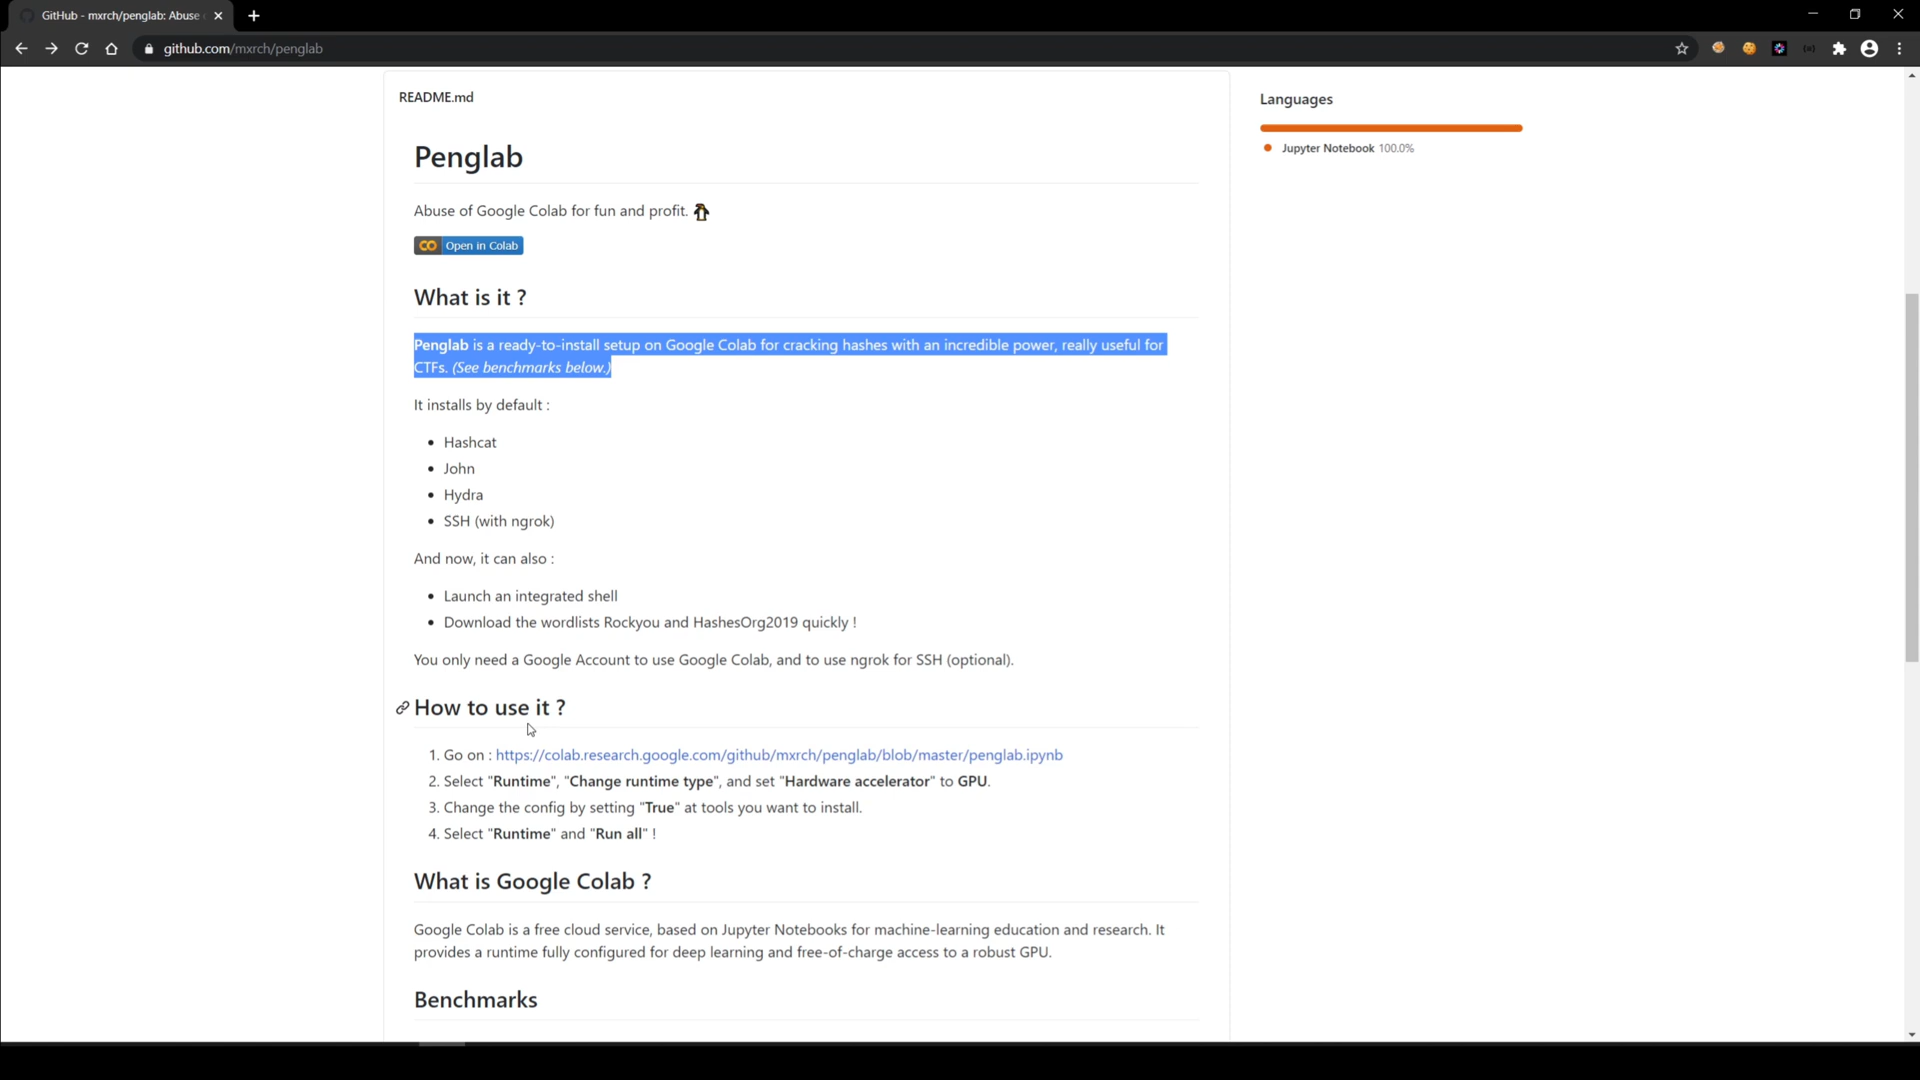 GitHub - mxrch/penglab: Abuse
github.com/mxrch/penglab
README.md
Languages
Jupyter Notebook 100.0%
Penglab
Abuse of Google Colab for fun and profit.
Open in Colab
What is it ?
Penglab is a ready-to-install setup on Google Colab for cracking hashes with an incredible power, really useful for
CTFs. (See benchmarks below.)
It installs by default :
Hashcat
John
Hydra
SSH (with ngrok)
And now, it can also :
Launch an integrated shell
Download the wordlists Rockyou and HashesOrg2019 quickly !
You only need a Google Account to use Google Colab, and to use ngrok for SSH (optional).
How to use it ?
1. Go on : https://colab.research.google.com/github/mxrch/penglab/blob/master/penglab.ipynb
2. Select "Runtime", "Change runtime type", and set "Hardware accelerator" to GPU.
3. Change the config by setting "True" at tools you want to install.
4. Select "Runtime" and "Run all" !
What is Google Colab ?
Google Colab is a free cloud service, based on Jupyter Notebooks for machine-learning education and research. It
provides a runtime fully configured for deep learning and free-of-charge access to a robust GPU.
Benchmarks